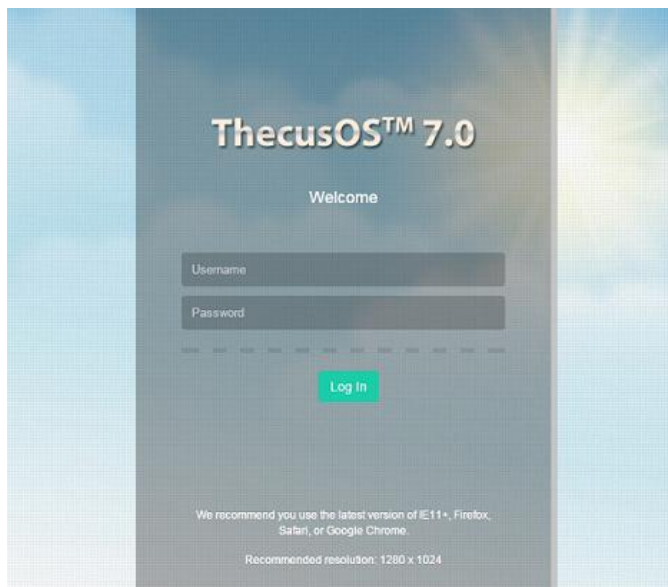 ThecusOS™ 7.0
Welcome
Username
Password
Log In
We recommend you use the latest version of IE11+, Firefox,
Safari, or Google Chrome.
Recommended resolution: 1280 x 1024